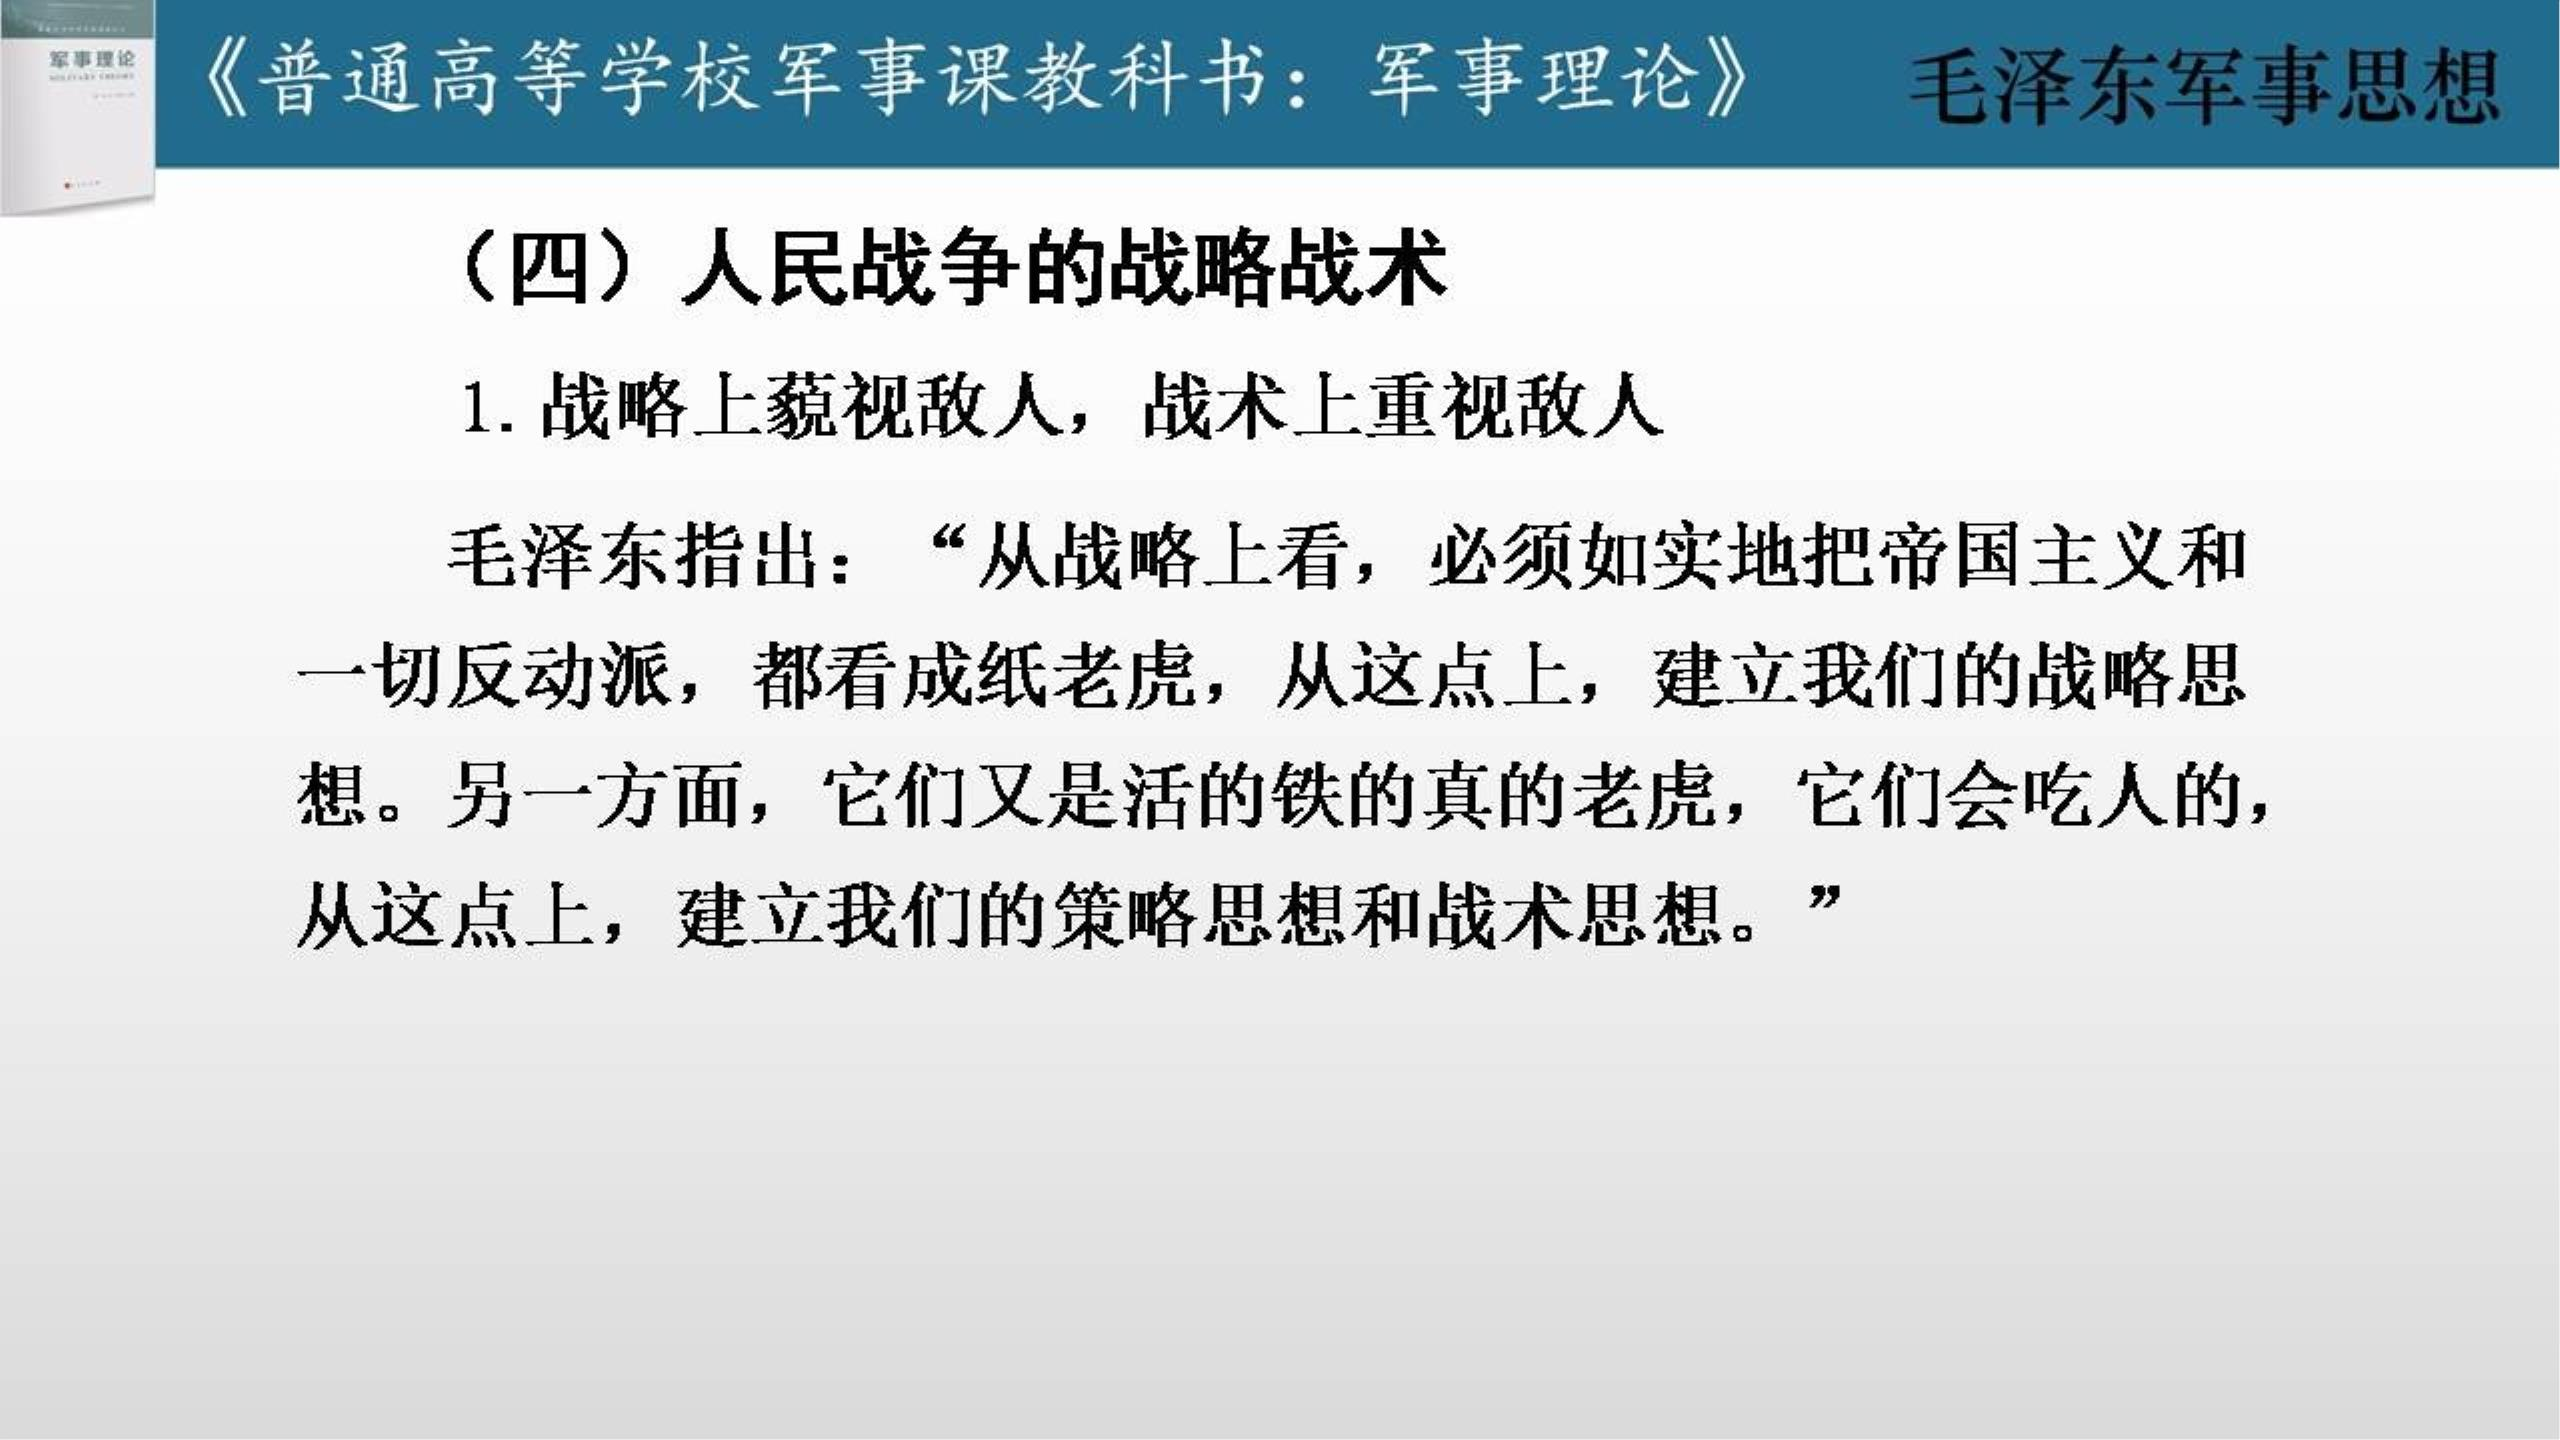 军事理论
MILITARY THEORY
《普通高等学校军事课教科书：军事理论》
毛泽东军事思想
（四）人民战争的战略战术
1.战略上藐视敌人，战术上重视敌人
毛泽东指出：“从战略上看，必须如实地把帝国主义和
一切反动派，都看成纸老虎，从这点上，建立我们的战略思
想。另一方面，它们又是活的铁的真的老虎，它们会吃人的，
从这点上，建立我们的策略思想和战术思想。”